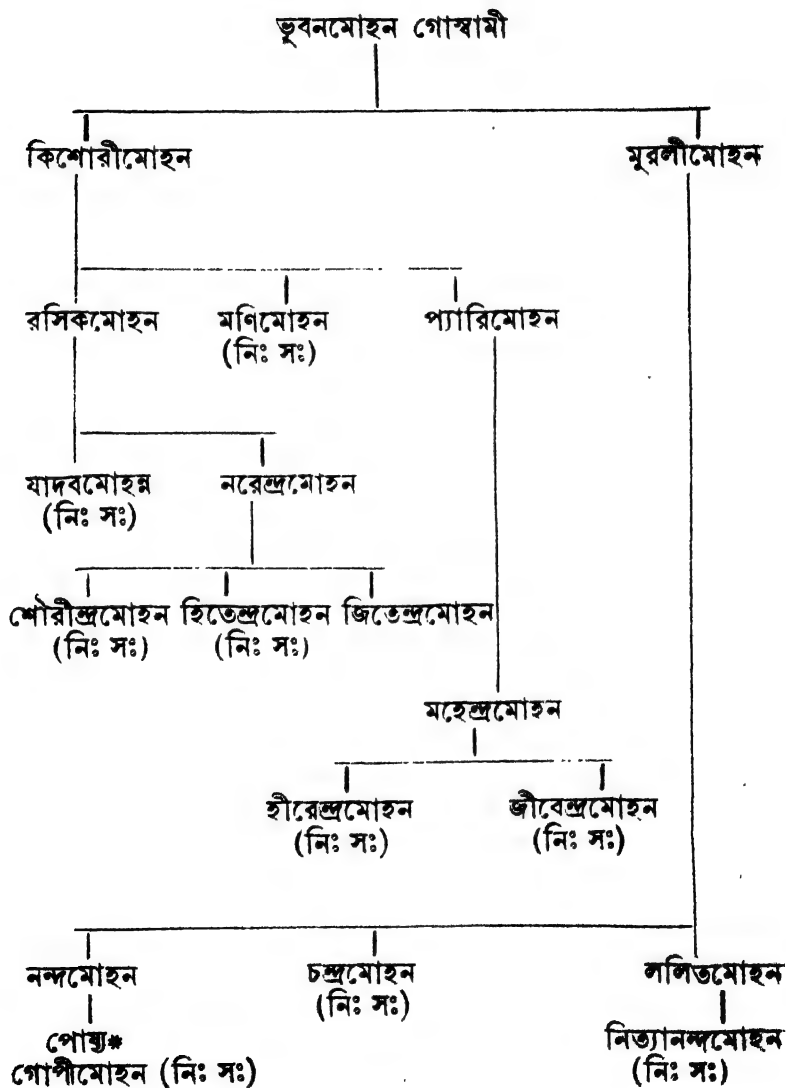 ভুবনমোহন গোস্বামী
কিশোরীমোহন মুরলীমোহন
রসিকমোহন মণিমোহন প্যারিমোহন
(নিঃ সঃ)
যাদবমোহন নরেন্দ্রমোহন
(নিঃ সঃ)
শৌরীন্দ্রমোহন হিতেন্দ্রমোহন জিতেন্দ্রমোহন
(নিঃ সঃ) (নিঃ সঃ)
মহেন্দ্রমোহন
হীরেন্দ্রমোহন জীবেন্দ্রমোহন
(নিঃ সঃ) (নিঃ সঃ)
নন্দমোহন চন্দ্রমোহন ললিতমোহন
(নিঃ সঃ)
পোষ্য* নিত্যানন্দমোহন
গোপীমোহন (নিঃ সঃ) (নিঃ সঃ)